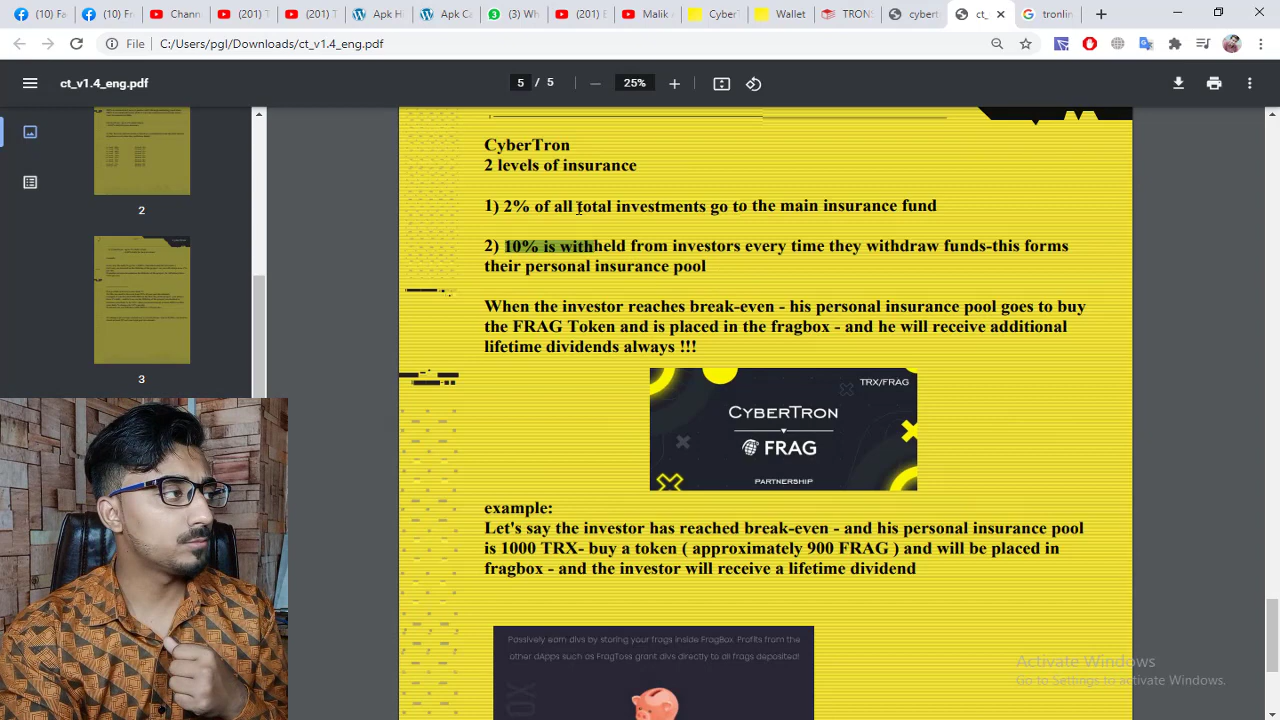 Malik
Cyber
Wallet
TRONS
ct_
tronlin
File
C:/Users/pgl/Downloads/ct_v1.4_eng.pdf
ct_v1.4_eng.pdf
5 / 5
25%
2
3
CyberTron
2 levels of insurance
1) 2% of all total investments go to the main insurance fund
2) 10% is withheld from investors every time they withdraw funds-this forms
their personal insurance pool
When the investor reaches break-even - his personal insurance pool goes to buy
the FRAG Token and is placed in the fragbox - and he will receive additional
lifetime dividends always !!!
TRX/FRAG
CYBERTRON
FRAG
PARTNERSHIP
example:
Let's say the investor has reached break-even - and his personal insurance pool
is 1000 TRX- buy a token ( approximately 900 FRAG ) and will be placed in
fragbox - and the investor will receive a lifetime dividend
Passively earn divs by storing your frags inside FragBox. Profits from the
other dApps such as FragToss grant divs directly to all frags deposited!
Activate Windows
Go to Settings to activate Windows.